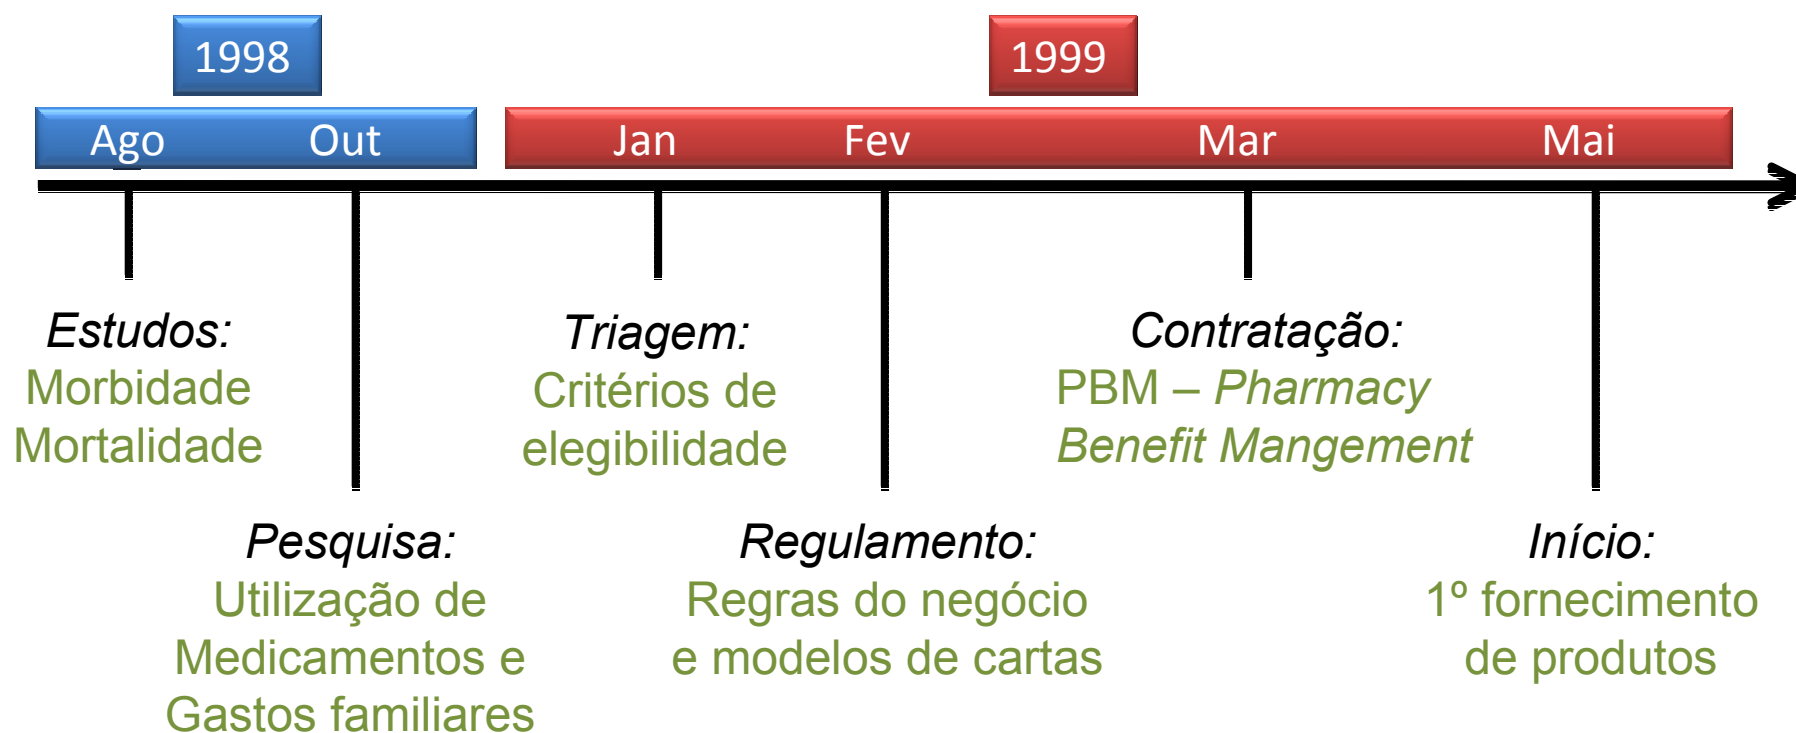 1998
1999
Ago
Out
Jan
Fev
Mar
Mai
Estudos:
Morbidade
Mortalidade
Pesquisa:
Utilização de
Medicamentos e
Gastos familiares
Triagem:
Critérios de
elegibilidade
Regulamento:
Regras do negócio
e modelos de cartas
Contratação:
PBM – Pharmacy
Benefit Mangement
Início:
1º fornecimento
de produtos